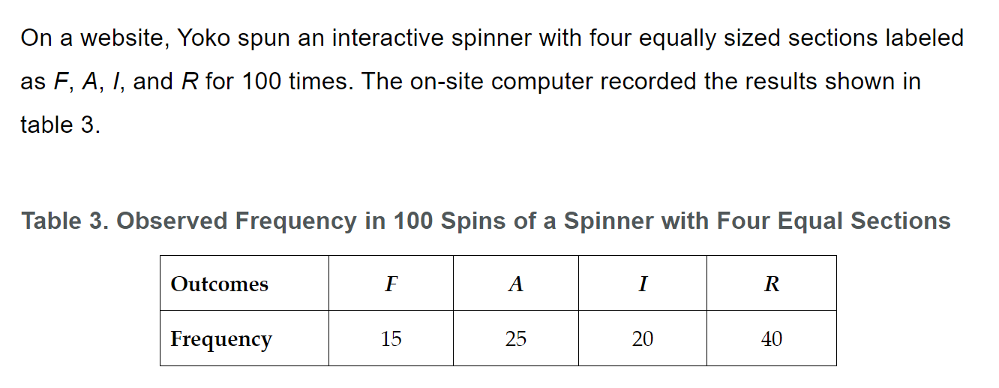 On a website, Yoko spun an interactive spinner with four equally sized sections labeled
as F, A, I, and R for 100 times. The on-site computer recorded the results shown in
table 3.
Table 3. Observed Frequency in 100 Spins of a Spinner with Four Equal Sections
Outcomes F A I R
Frequency 15 25 20 40